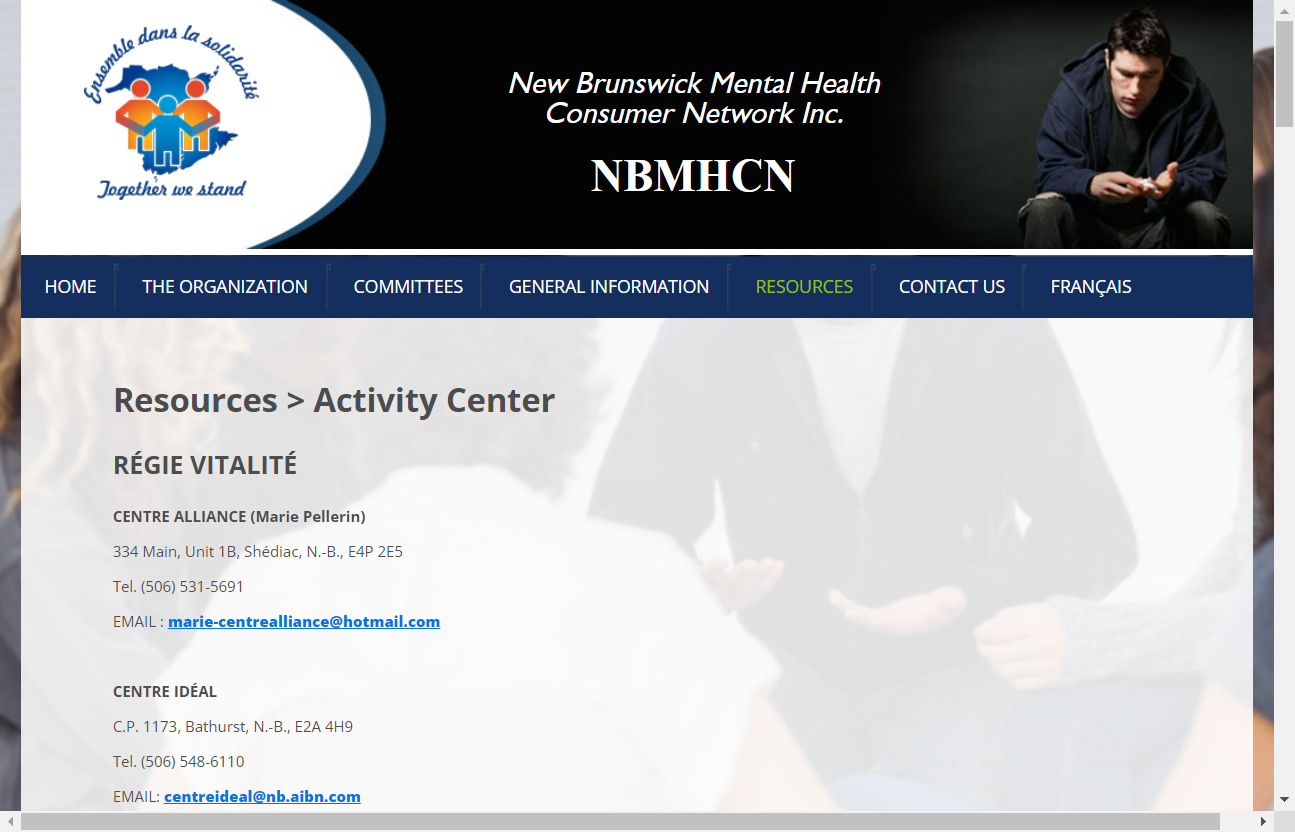 Ensemble dans la solidarité
Together we stand
New Brunswick Mental Health
Consumer Network Inc.
NBMHCN
HOME THE ORGANIZATION COMMITTEES GENERAL INFORMATION RESOURCES CONTACT US FRANÇAIS
Resources > Activity Center
RÉGIE VITALITÉ
CENTRE ALLIANCE (Marie Pellerin)
334 Main, Unit 1B, Shédiac, N.-B., E4P 2E5
Tel. (506) 531-5691
EMAIL : marie-centrealliance@hotmail.com
CENTRE IDÉAL
C.P. 1173, Bathurst, N.-B., E2A 4H9
Tel. (506) 548-6110
EMAIL: centreideal@nb.aibn.com